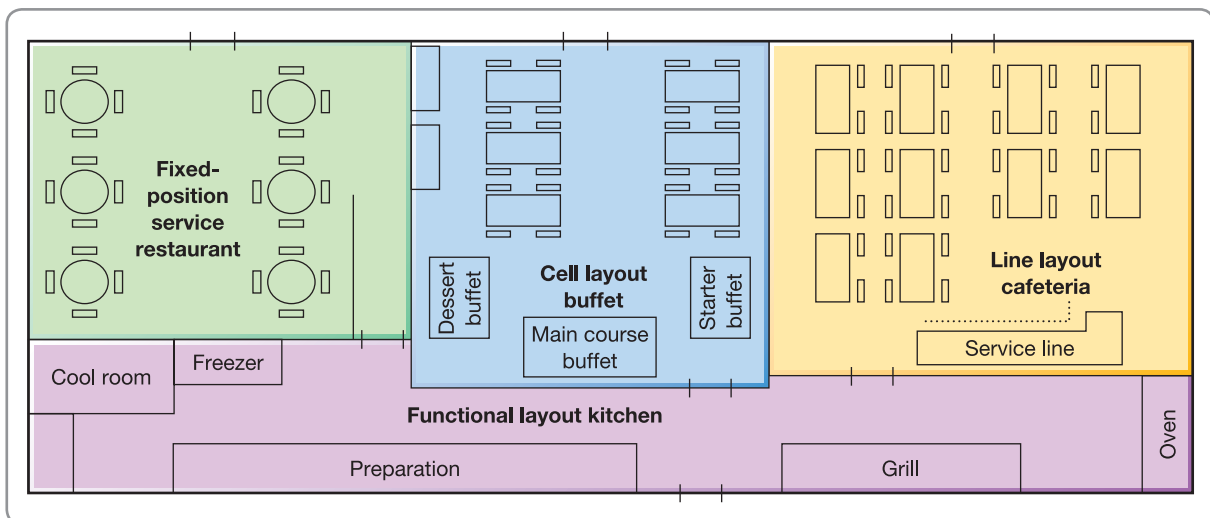 Fixed-
position
service
restaurant
Dessert
buffet
Cell layout
buffet
Main course
buffet
Starter
buffet
Line layout
cafeteria
Service line
Cool room
Freezer
Functional layout kitchen
Preparation
Grill
Oven